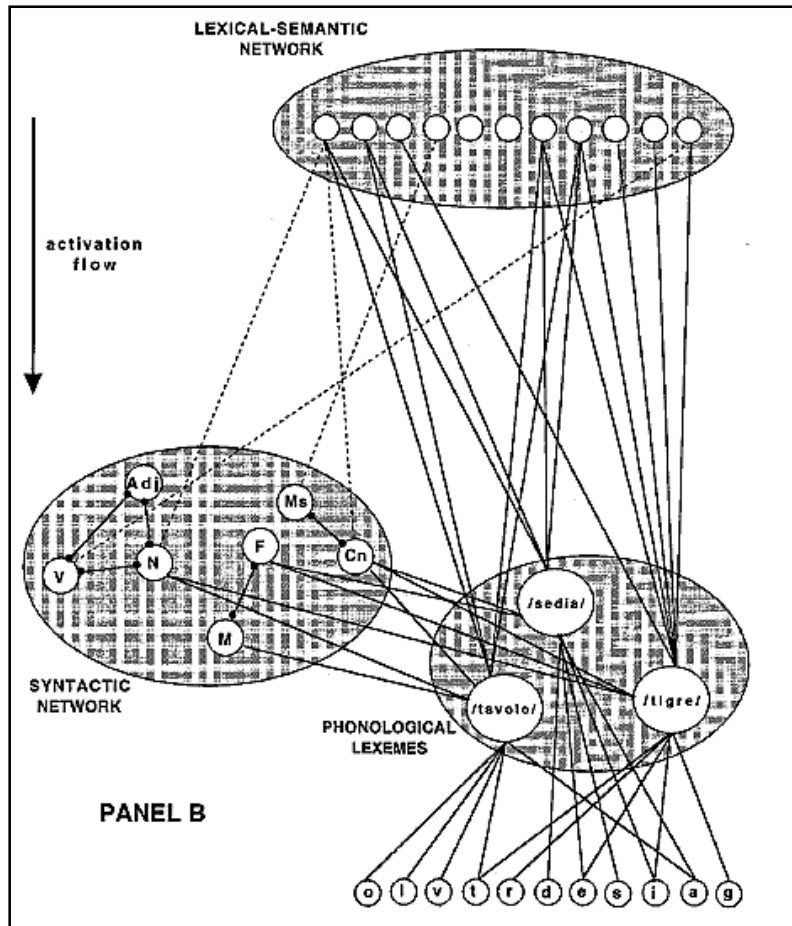 LEXICAL-SEMANTIC
NETWORK
activation
flow
Adj
Ms
F
Cn
V
N
M
/sedia/
SYNTACTIC
NETWORK
/tavolo/
/tigre/
PHONOLOGICAL
LEXEMES
PANEL B
o l v t r d e s i a g